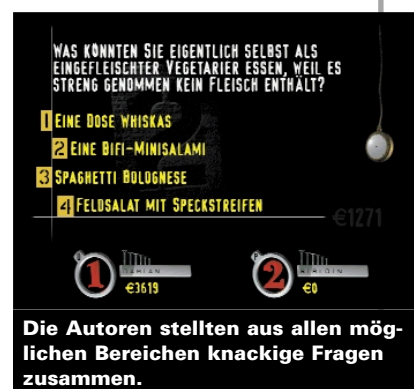 WAS KÖNNTEN SIE EIGENTLICH SELBST ALS
EINGEFLEISCHTER VEGETARIER ESSEN, WEIL ES
STRENG GENOMMEN KEIN FLEISCH ENTHÄLT?
1 EINE DOSE WHISKAS
2 EINE BIFI-MINISALAMI
3 SPAGHETTI BOLOGNESE
4 FELDSALAT MIT SPECKSTREIFEN
€1271
1
DAMIAN
€3619
2
€0
Die Autoren stellten aus allen mög-
lichen Bereichen knackige Fragen
zusammen.